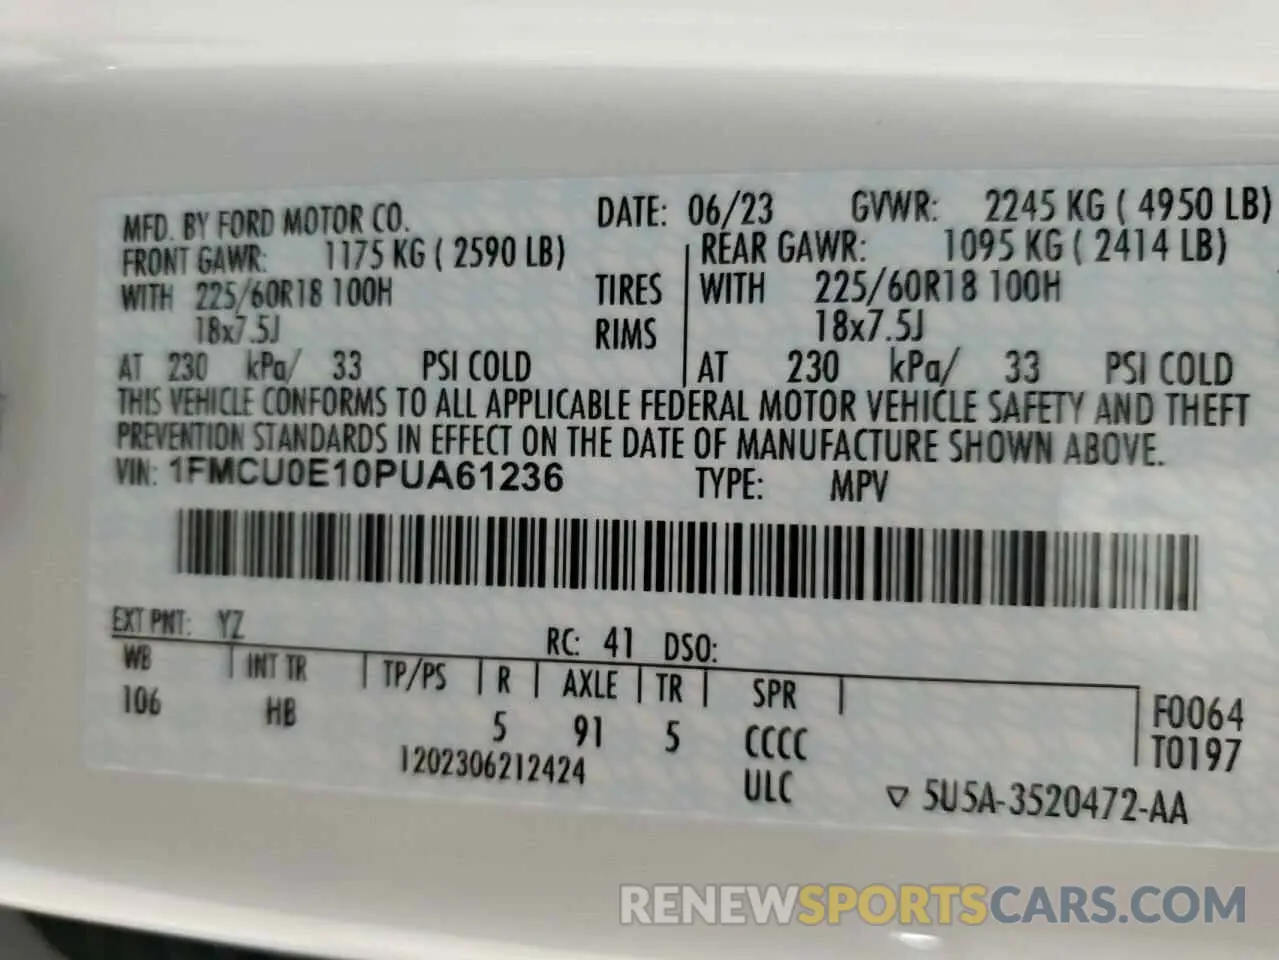 MFD. BY FORD MOTOR CO. DATE: 06/23 GVWR: 2245 KG ( 4950 LB)
FRONT GAWR: 1175 KG ( 2590 LB) REAR GAWR: 1095 KG ( 2414 LB)
WITH 225/60R18 100H TIRES WITH 225/60R18 100H
18x7.5J RIMS 18x7.5J
AT 230 kPa/ 33 PSI COLD AT 230 kPa/ 33 PSI COLD
THIS VEHICLE CONFORMS TO ALL APPLICABLE FEDERAL MOTOR VEHICLE SAFETY AND THEFT
PREVENTION STANDARDS IN EFFECT ON THE DATE OF MANUFACTURE SHOWN ABOVE.
VIN: 1FMCU0E10PUA61236 TYPE: MPV
EXT PNT: YZ RC: 41 DSO:
WB INT TR TP/PS R AXLE TR SPR
106 HB 5 91 5 CCCC F0064
1202306212424 ULC T0197
▽ 5U5A-3520472-AA
RENEWSPORTSCARS.COM